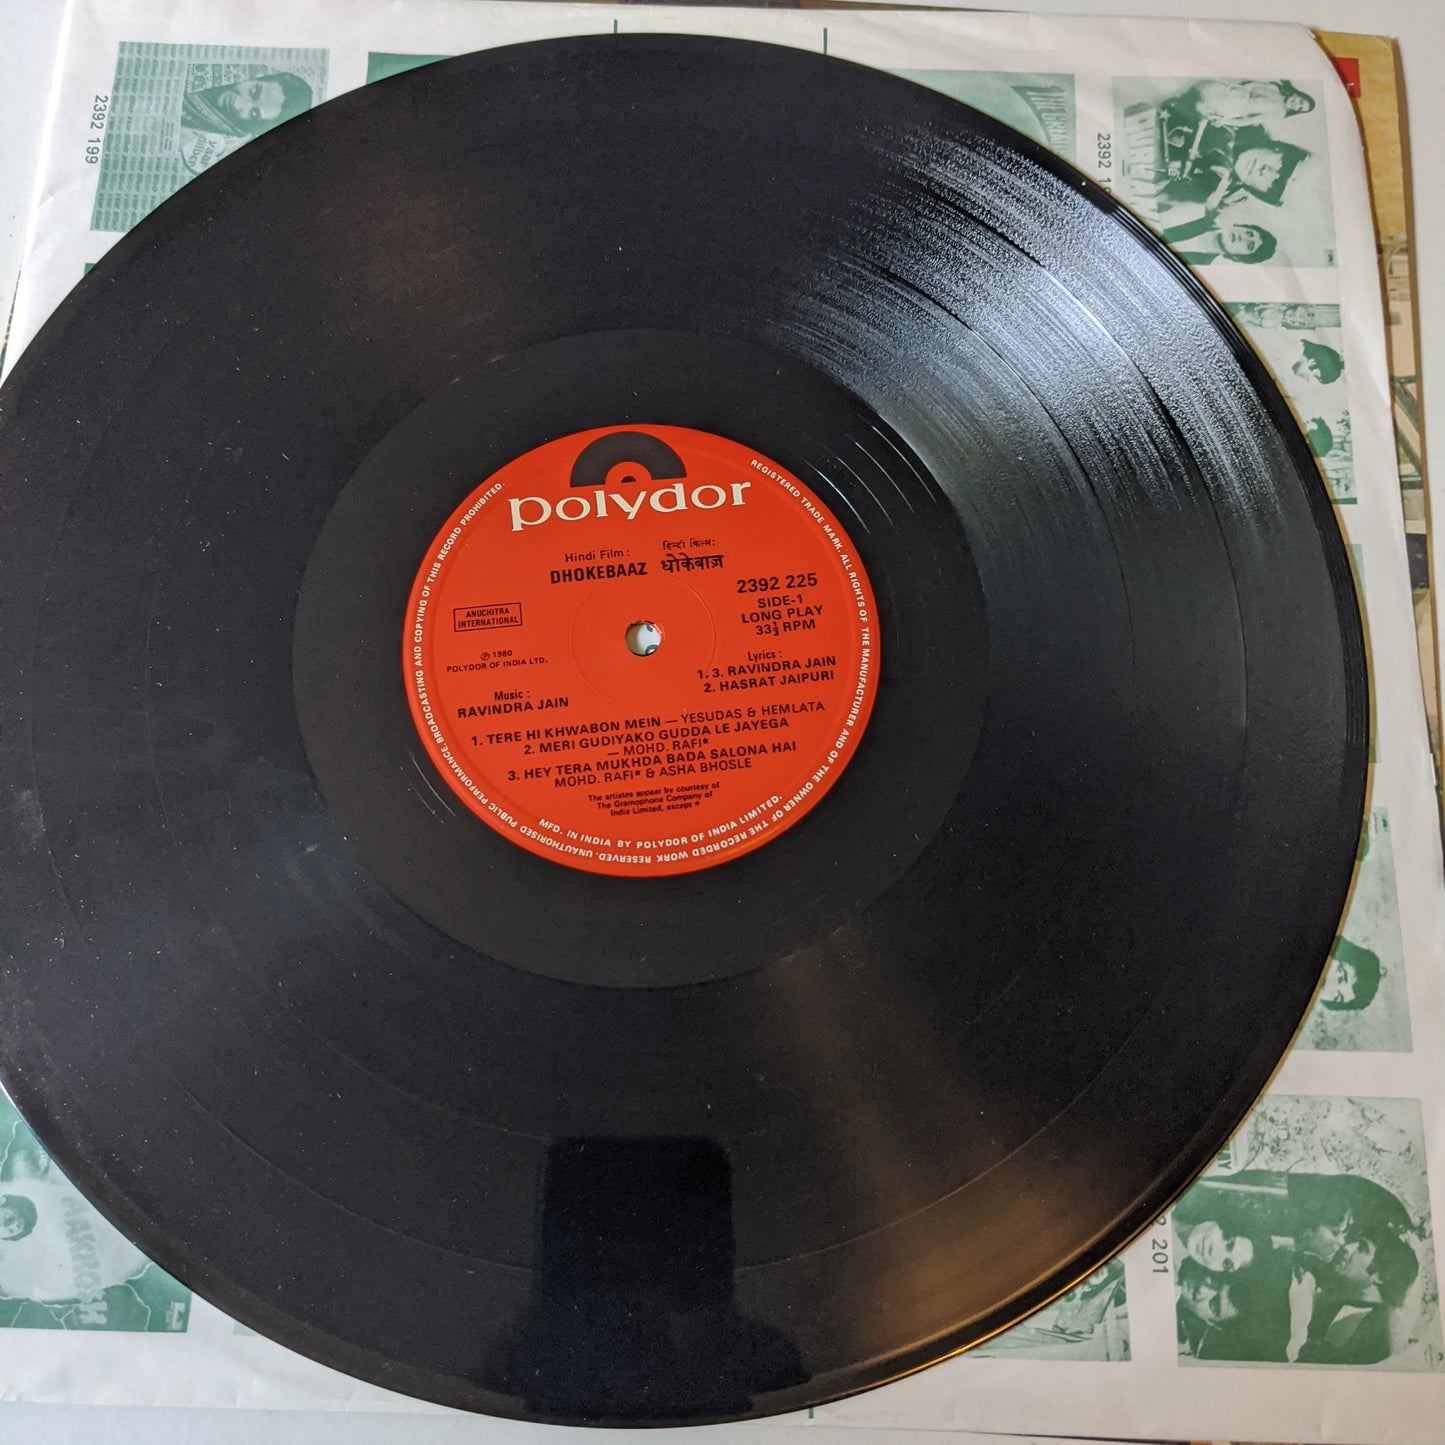 2392 199
THE BURNING
2392
polydor
Hindi Film :
हिन्दी फिल्म:
DHOKEBAAZ धोकेबाज़
2392 225
SIDE-1
LONG PLAY
33⅓ RPM
ANUCHITRA
INTERNATIONAL
℗ 1980
POLYDOR OF INDIA LTD.
Lyrics :
1. 3. RAVINDRA JAIN
2. HASRAT JAIPURI
Music :
RAVINDRA JAIN
1. TERE HI KHWABON MEIN — YESUDAS & HEMLATA
2. MERI GUDIYAKO GUDDA LE JAYEGA
— MOHD. RAFI*
3. HEY TERA MUKHDA BADA SALONA HAI
MOHD. RAFI* & ASHA BHOSLE
The artistes appear by courtesy of
The Gramophone Company of
India Limited, except *
MFD. IN INDIA BY POLYDOR OF INDIA LIMITED.
REGISTERED TRADE MARK. ALL RIGHTS OF THE MANUFACTURER AND OF THE OWNER OF THE RECORDED WORK RESERVED. UNAUTHORISED PUBLIC PERFORMANCE, BROADCASTING AND COPYING OF THIS RECORD PROHIBITED.
201